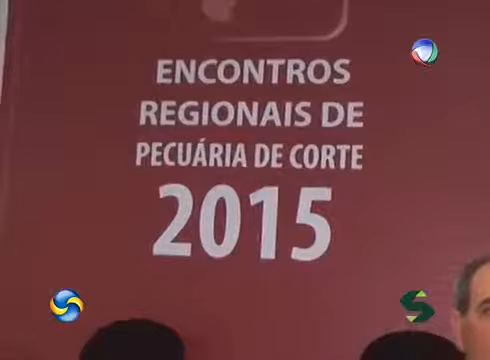 ENCONTROS
REGIONAIS DE
PECUÁRIA DE CORTE
2015